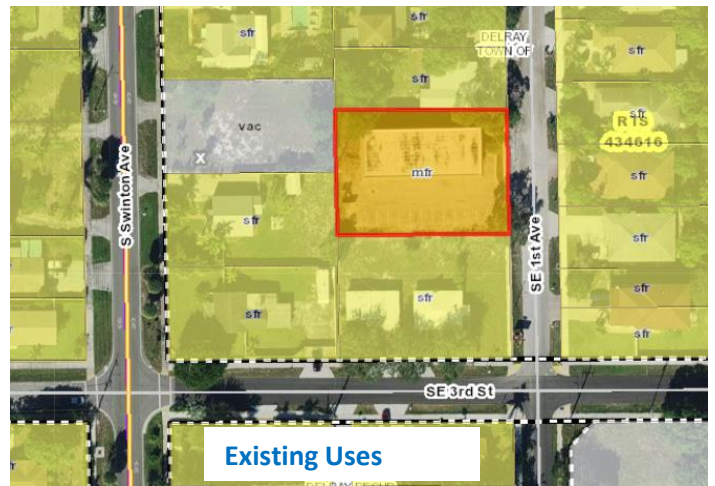 sfr
DELRAY
TOWN OF
sfr
sfr
sfr
RTS
434616
vac
X
mfr
sfr
sfr
sfr
S Swinton Ave
SE 1st Ave
sfr
sfr
sfr
sfr
SE 3rd St
Existing Uses